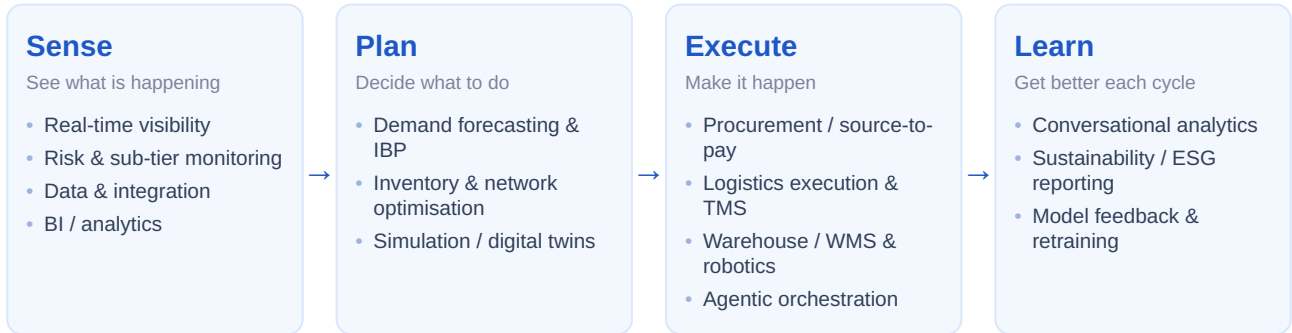 Sense
See what is happening
• Real-time visibility
• Risk & sub-tier monitoring
• Data & integration
• BI / analytics
→
Plan
Decide what to do
• Demand forecasting &
IBP
• Inventory & network
optimisation
• Simulation / digital twins
→
Execute
Make it happen
• Procurement / source-to-
pay
• Logistics execution &
TMS
• Warehouse / WMS &
robotics
• Agentic orchestration
→
Learn
Get better each cycle
• Conversational analytics
• Sustainability / ESG
reporting
• Model feedback &
retraining